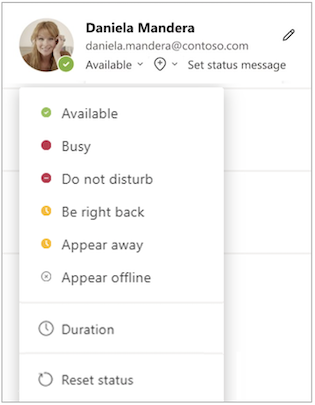 Daniela Mandera
daniela.mandera@contoso.com
Available Set status message
Available
Busy
Do not disturb
Be right back
Appear away
Appear offline
Duration
Reset status